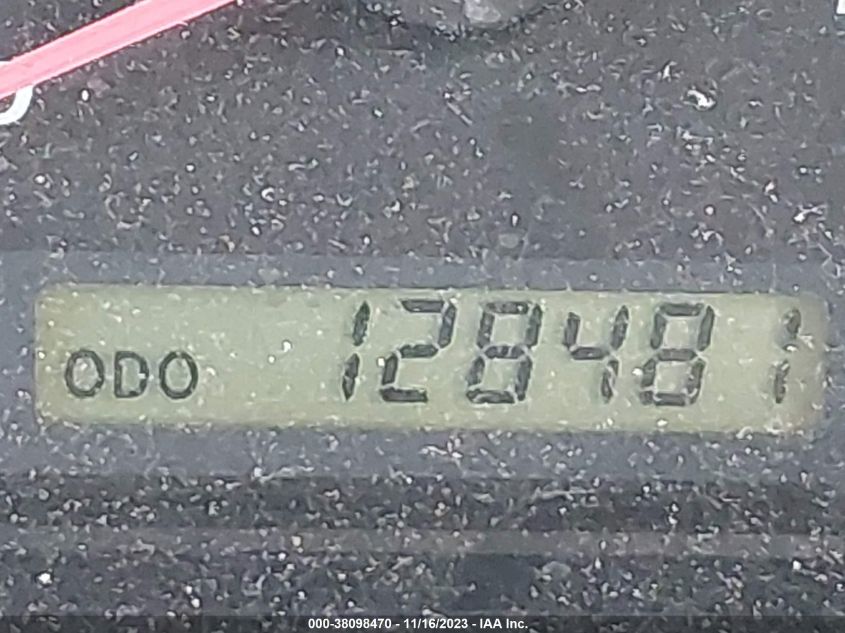 ODO 128481
000-38098470 - 11/16/2023 - IAA Inc.